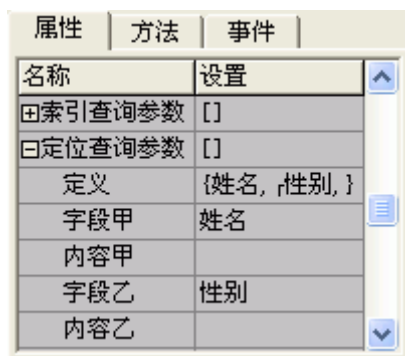 属性 方法 事件
名称 设置
索引查询参数 []
定位查询参数 []
定义 {姓名,┌性别,}
字段甲 姓名
内容甲
字段乙 性别
内容乙